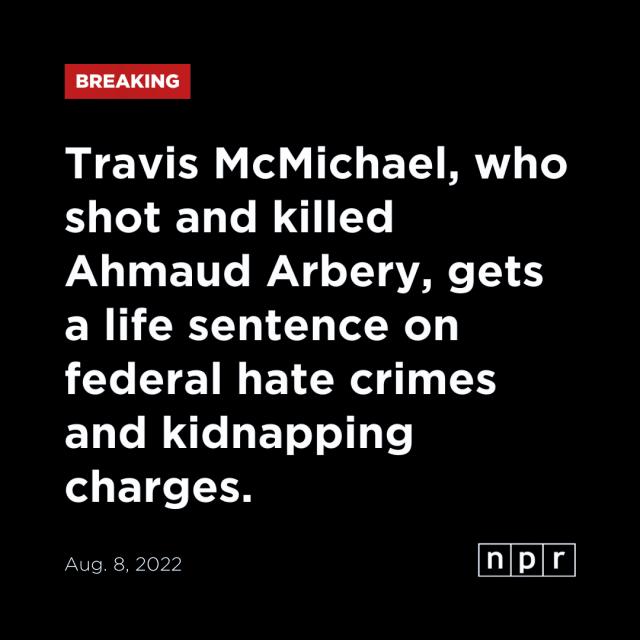 BREAKING
Travis McMichael, who
shot and killed
Ahmaud Arbery, gets
a life sentence on
federal hate crimes
and kidnapping
charges.
Aug. 8, 2022
npr